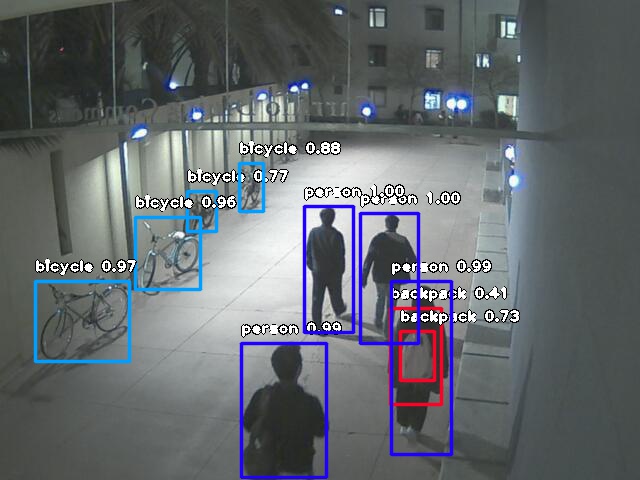 bicycle 0.88
bicycle 0.77
bicycle 0.96
person 1.00
person 1.00
bicycle 0.97
person 0.99
backpack 0.41
backpack 0.73
person 0.99